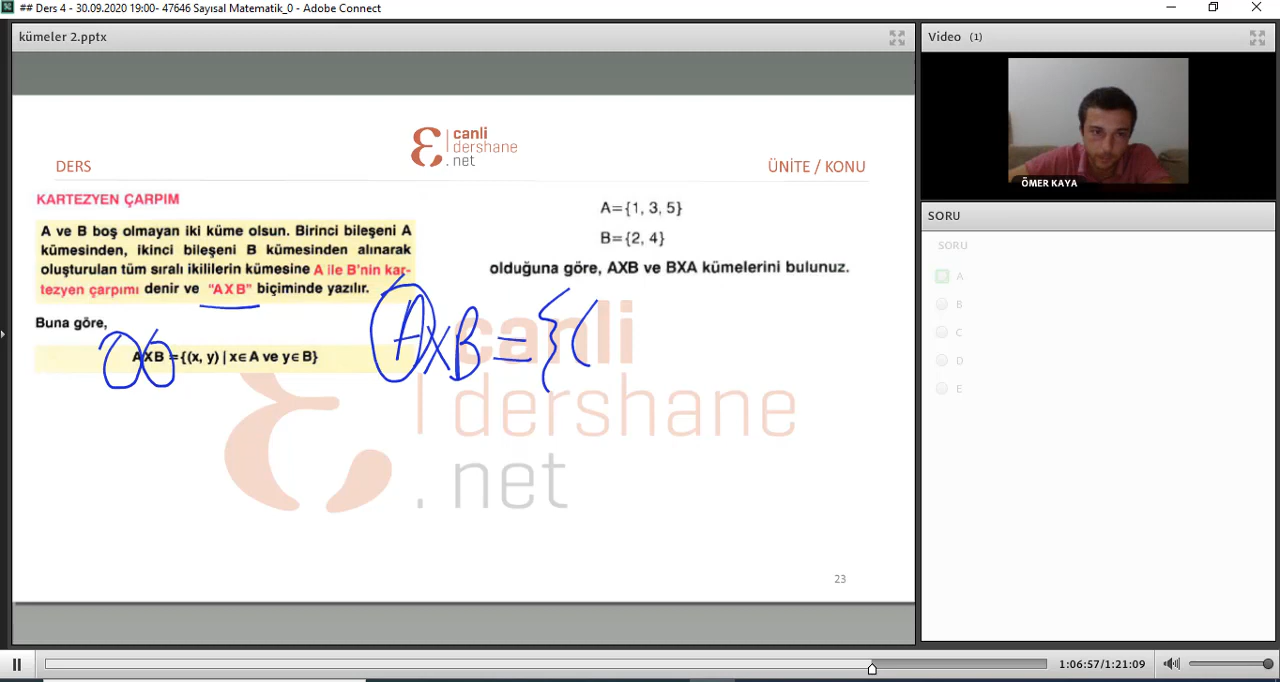 ## Ders 4 - 30.09.2020 19:00- 47646 Sayısal Matematik_0 - Adobe Connect
kümeler 2.pptx
Video (1)
canli
dershane
.net
DERS
ÜNİTE / KONU
KARTEZYEN ÇARPIM
A ve B boş olmayan iki küme olsun. Birinci bileşeni A
kümesinden, ikinci bileşeni B kümesinden alınarak
oluşturulan tüm sıralı ikililerin kümesine A ile B'nin kar-
tezyen çarpımı denir ve "AXB" biçiminde yazılır.
Buna göre,
AXB ={(x, y) | x∈A ve y∈B}
A={1, 3, 5}
B={2, 4}
olduğuna göre, AXB ve BXA kümelerini bulunuz.
AXB={(
canli
dershane
.net
23
ÖMER KAYA
SORU
SORU
A
B
C
D
E
1:06:57/1:21:09